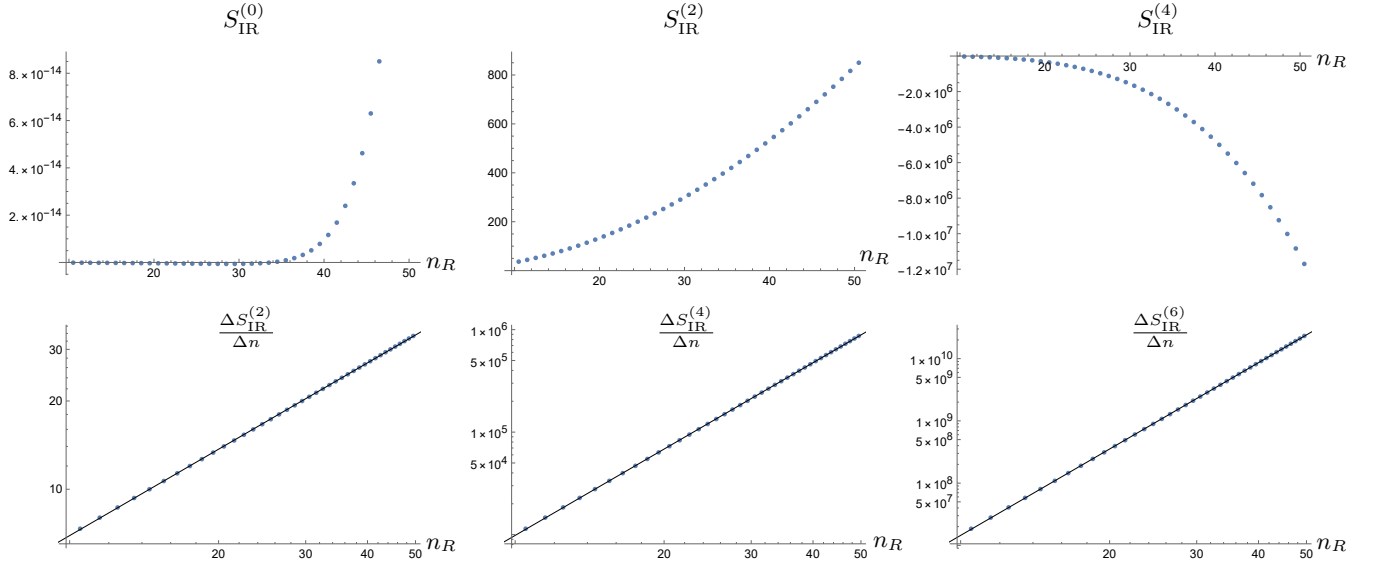 S_IR^(0)
8. × 10^−14
6. × 10^−14
4. × 10^−14
2. × 10^−14
20 30 40 50 n_R
S_IR^(2)
800
600
400
200
20 30 40 50 n_R
S_IR^(4)
20 30 40 50 n_R
−2.0 × 10^6
−4.0 × 10^6
−6.0 × 10^6
−8.0 × 10^6
−1.0 × 10^7
−1.2 × 10^7
ΔS_IR^(2)
Δn
30
20
10
20 30 40 50 n_R
ΔS_IR^(4)
Δn
1 × 10^6
5 × 10^5
1 × 10^5
5 × 10^4
20 30 40 50 n_R
ΔS_IR^(6)
Δn
1 × 10^10
5 × 10^9
1 × 10^9
5 × 10^8
1 × 10^8
5 × 10^7
20 30 40 50 n_R